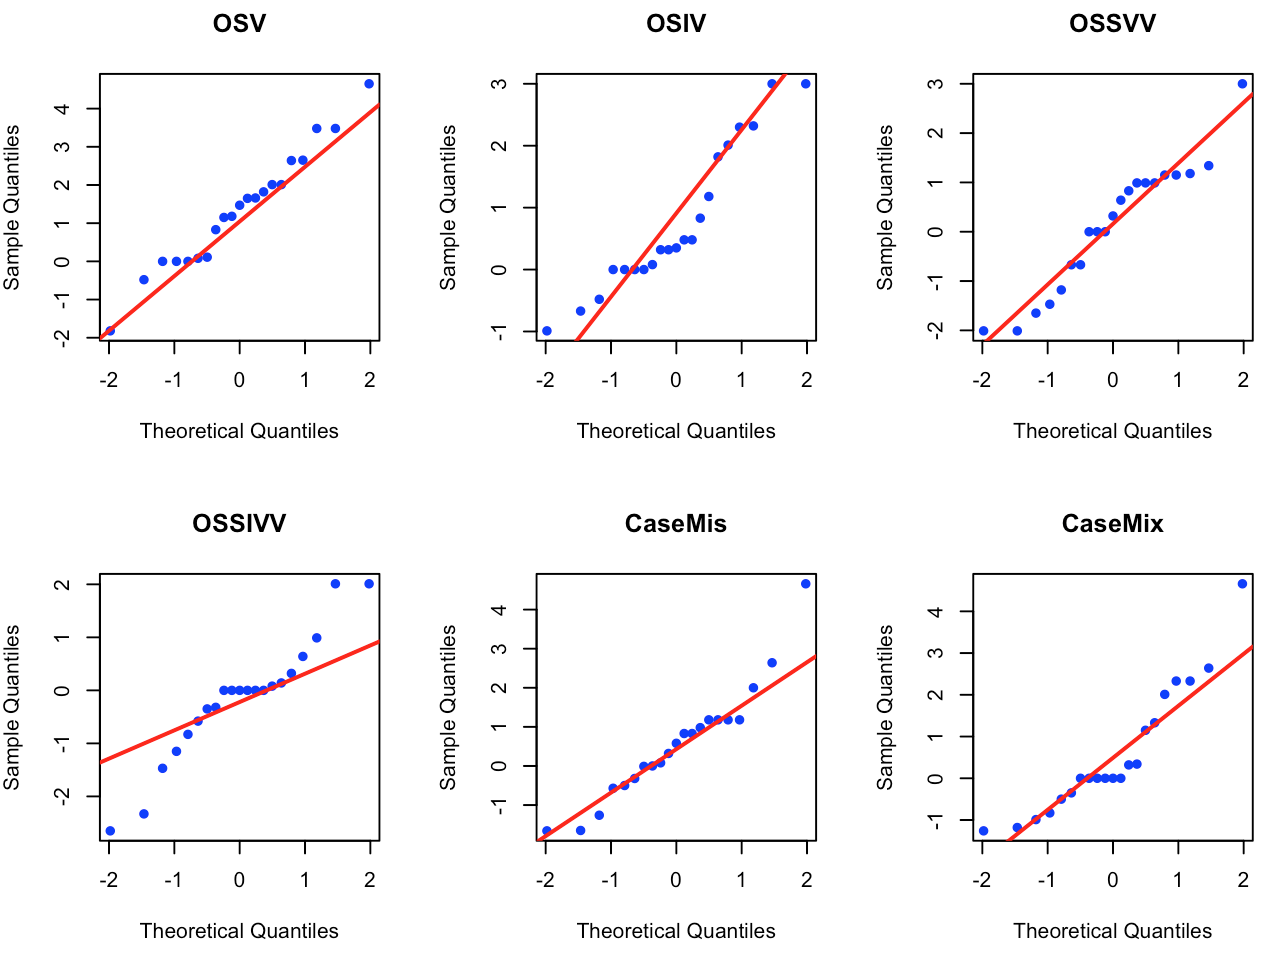 OSV
Sample Quantiles
-2 -1 0 1 2 3 4
-2 -1 0 1 2
Theoretical Quantiles
OSIV
Sample Quantiles
-1 0 1 2 3
-2 -1 0 1 2
Theoretical Quantiles
OSSVV
Sample Quantiles
-2 -1 0 1 2 3
-2 -1 0 1 2
Theoretical Quantiles
OSSIVV
Sample Quantiles
-2 -1 0 1 2
-2 -1 0 1 2
Theoretical Quantiles
CaseMis
Sample Quantiles
-1 0 1 2 3 4
-2 -1 0 1 2
Theoretical Quantiles
CaseMix
Sample Quantiles
-1 0 1 2 3 4
-2 -1 0 1 2
Theoretical Quantiles